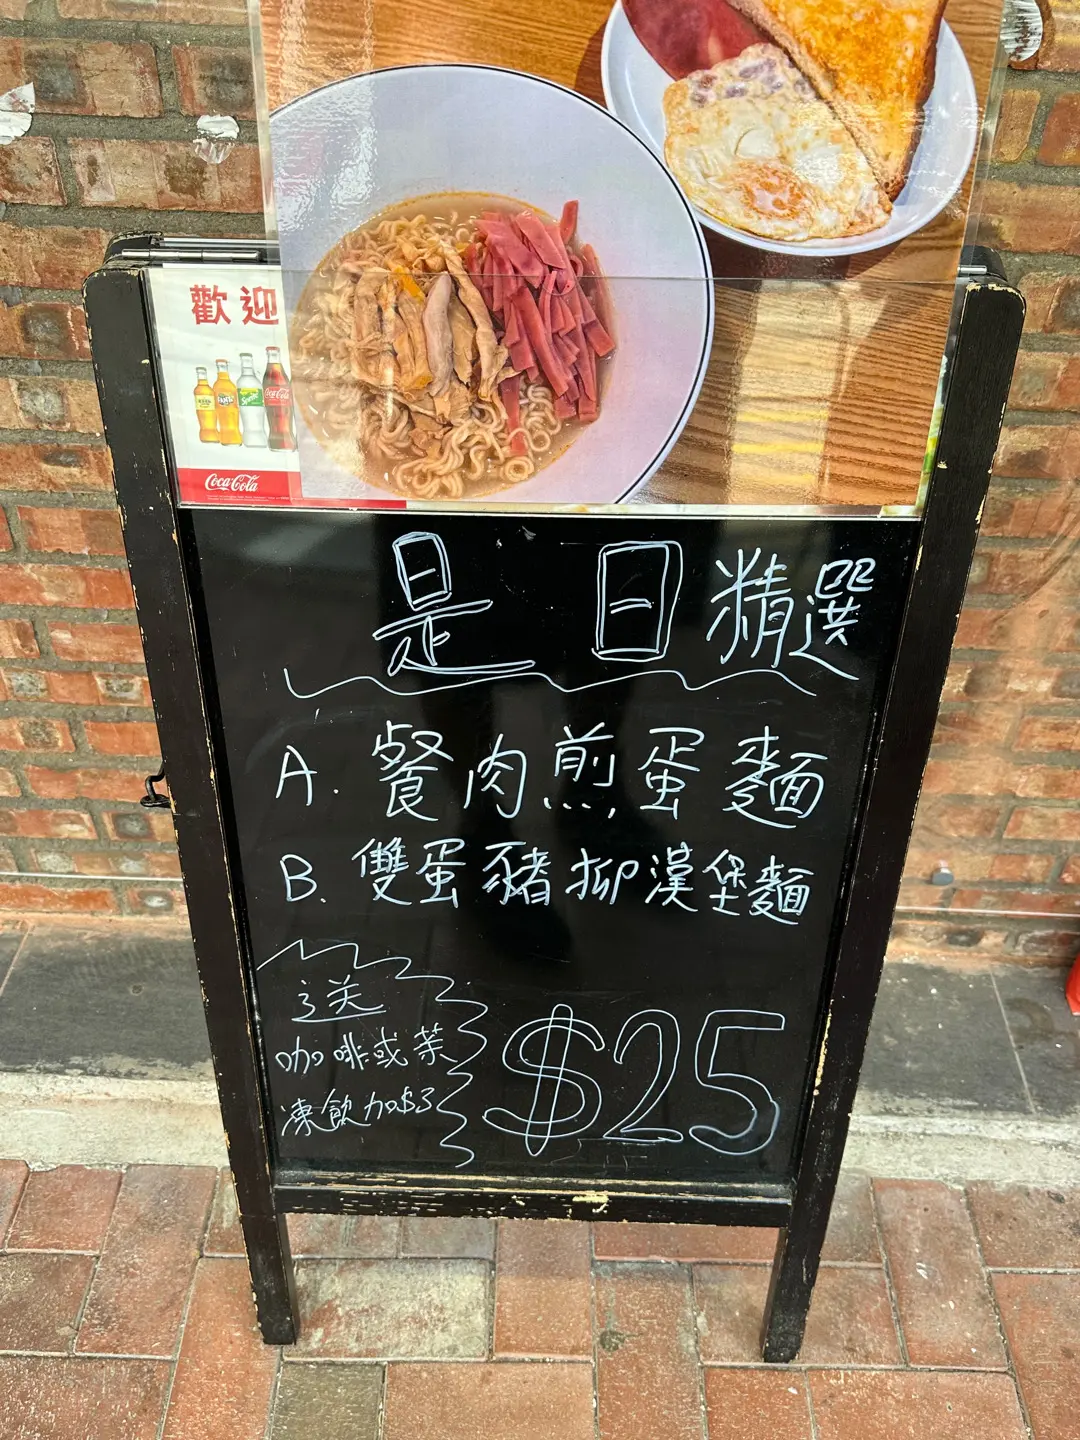 歡迎
Coca-Cola
是日精選
A. 餐肉煎蛋麵
B. 雙蛋豬柳漢堡麵
送
咖啡或茶
凍飲加$3
$25